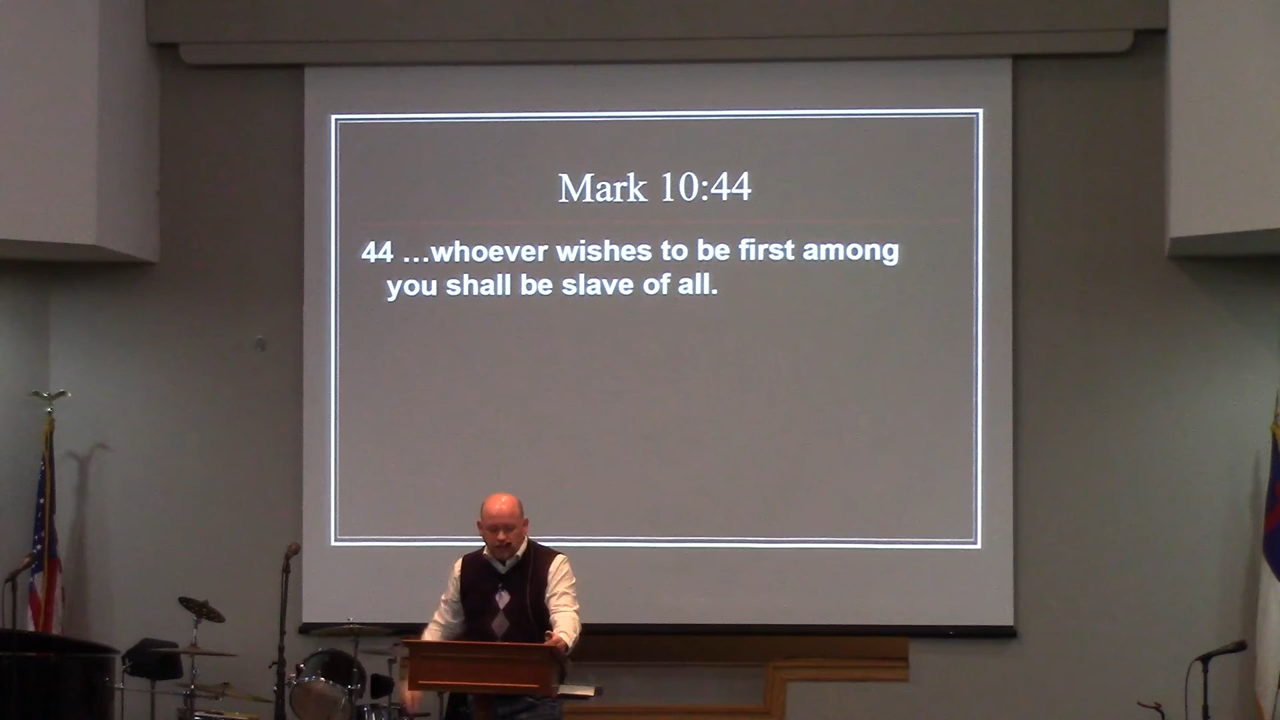 Mark 10:44
44 …whoever wishes to be first among
you shall be slave of all.